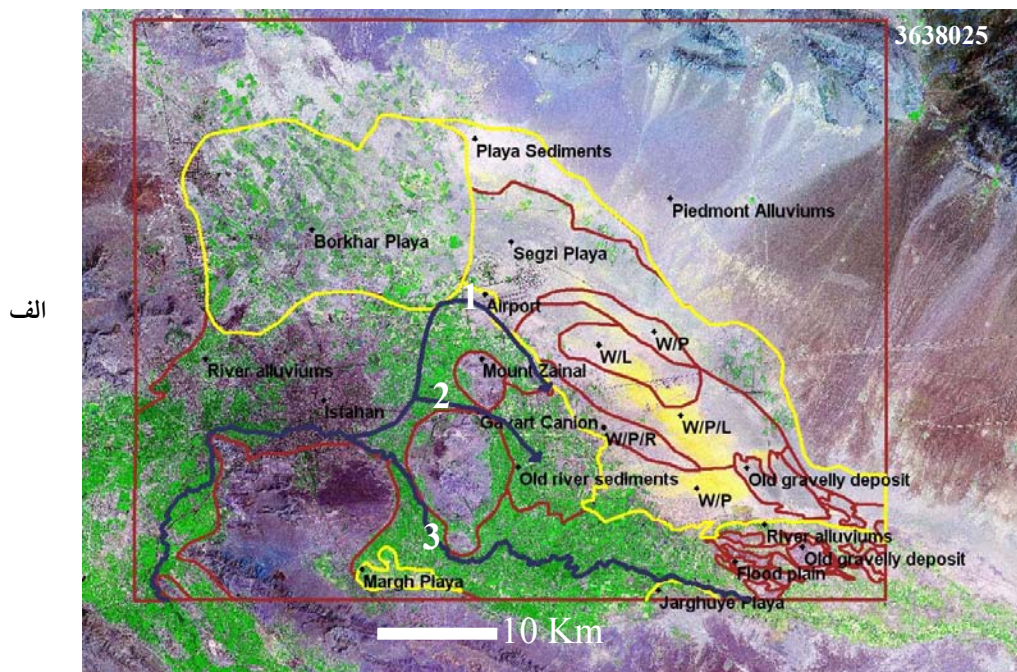 3638025
Playa Sediments
Piedmont Alluviums
Borkhar Playa
Segzi Playa
1
Airport
الف
W/P
W/L
River alluviums
Mount Zainal
2
Isfahan
W/P/L
Gavart Canion
W/P/R
Old river sediments
Old gravelly deposit
W/P
3
River alluviums
Old gravelly deposit
Flood plain
Margh Playa
Jarghuye Playa
10 Km